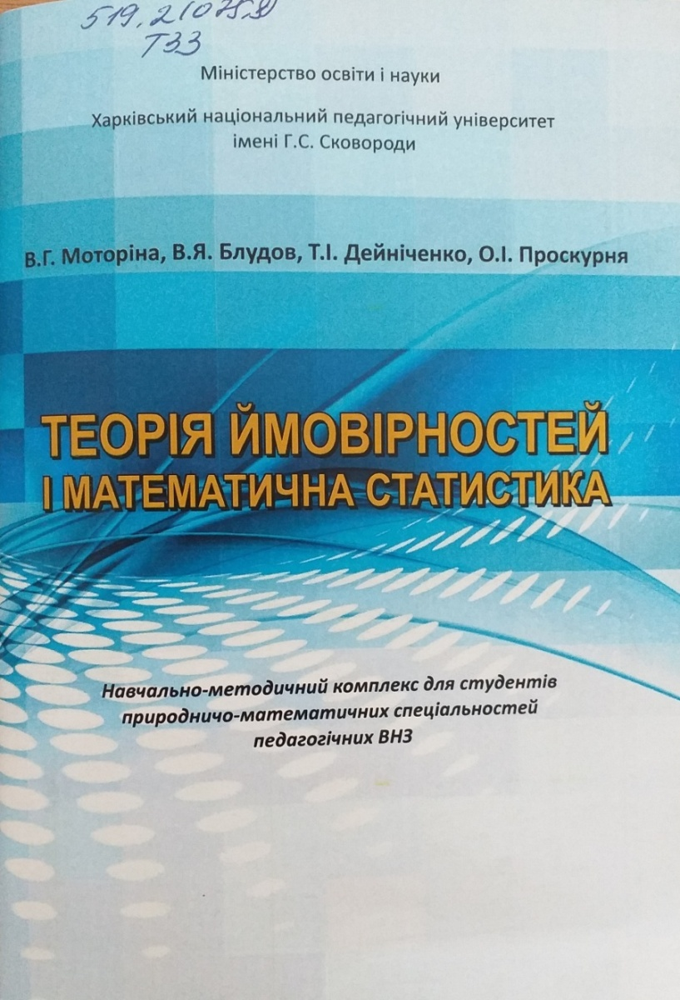 519.2(075.8)
Т33
Міністерство освіти і науки
Харківський національний педагогічний університет
імені Г.С. Сковороди
В.Г. Моторіна, В.Я. Блудов, Т.І. Дейніченко, О.І. Проскурня
ТЕОРІЯ ЙМОВІРНОСТЕЙ
І МАТЕМАТИЧНА СТАТИСТИКА
Навчально-методичний комплекс для студентів
природничо-математичних спеціальностей
педагогічних ВНЗ